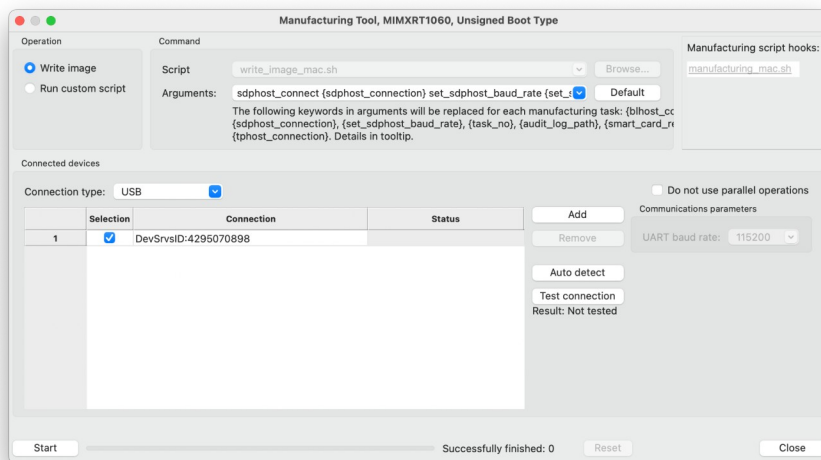 Manufacturing Tool, MIMXRT1060, Unsigned Boot Type
Operation
Write image
Run custom script
Command
Script
write_image_mac.sh
Browse...
Arguments:
sdphost_connect {sdphost_connection} set_sdphost_baud_rate
Default
The following keywords in arguments will be replaced for each manufacturing task:
{sdphost_connection}, {set_sdphost_baud_rate}, {task_no}, {audit_log_path},
{tphost_connection}. Details in tooltip.
Manufacturing script hooks:
manufacturing_mac.sh
Connected devices
Connection type:
USB
Do not use parallel operations
Selection
Connection
Status
1
DevSrvsID:4295070898
Add
Remove
Auto detect
Test connection
Result: Not tested
Communications parameters
UART baud rate:
115200
Start
Successfully finished: 0
Reset
Close